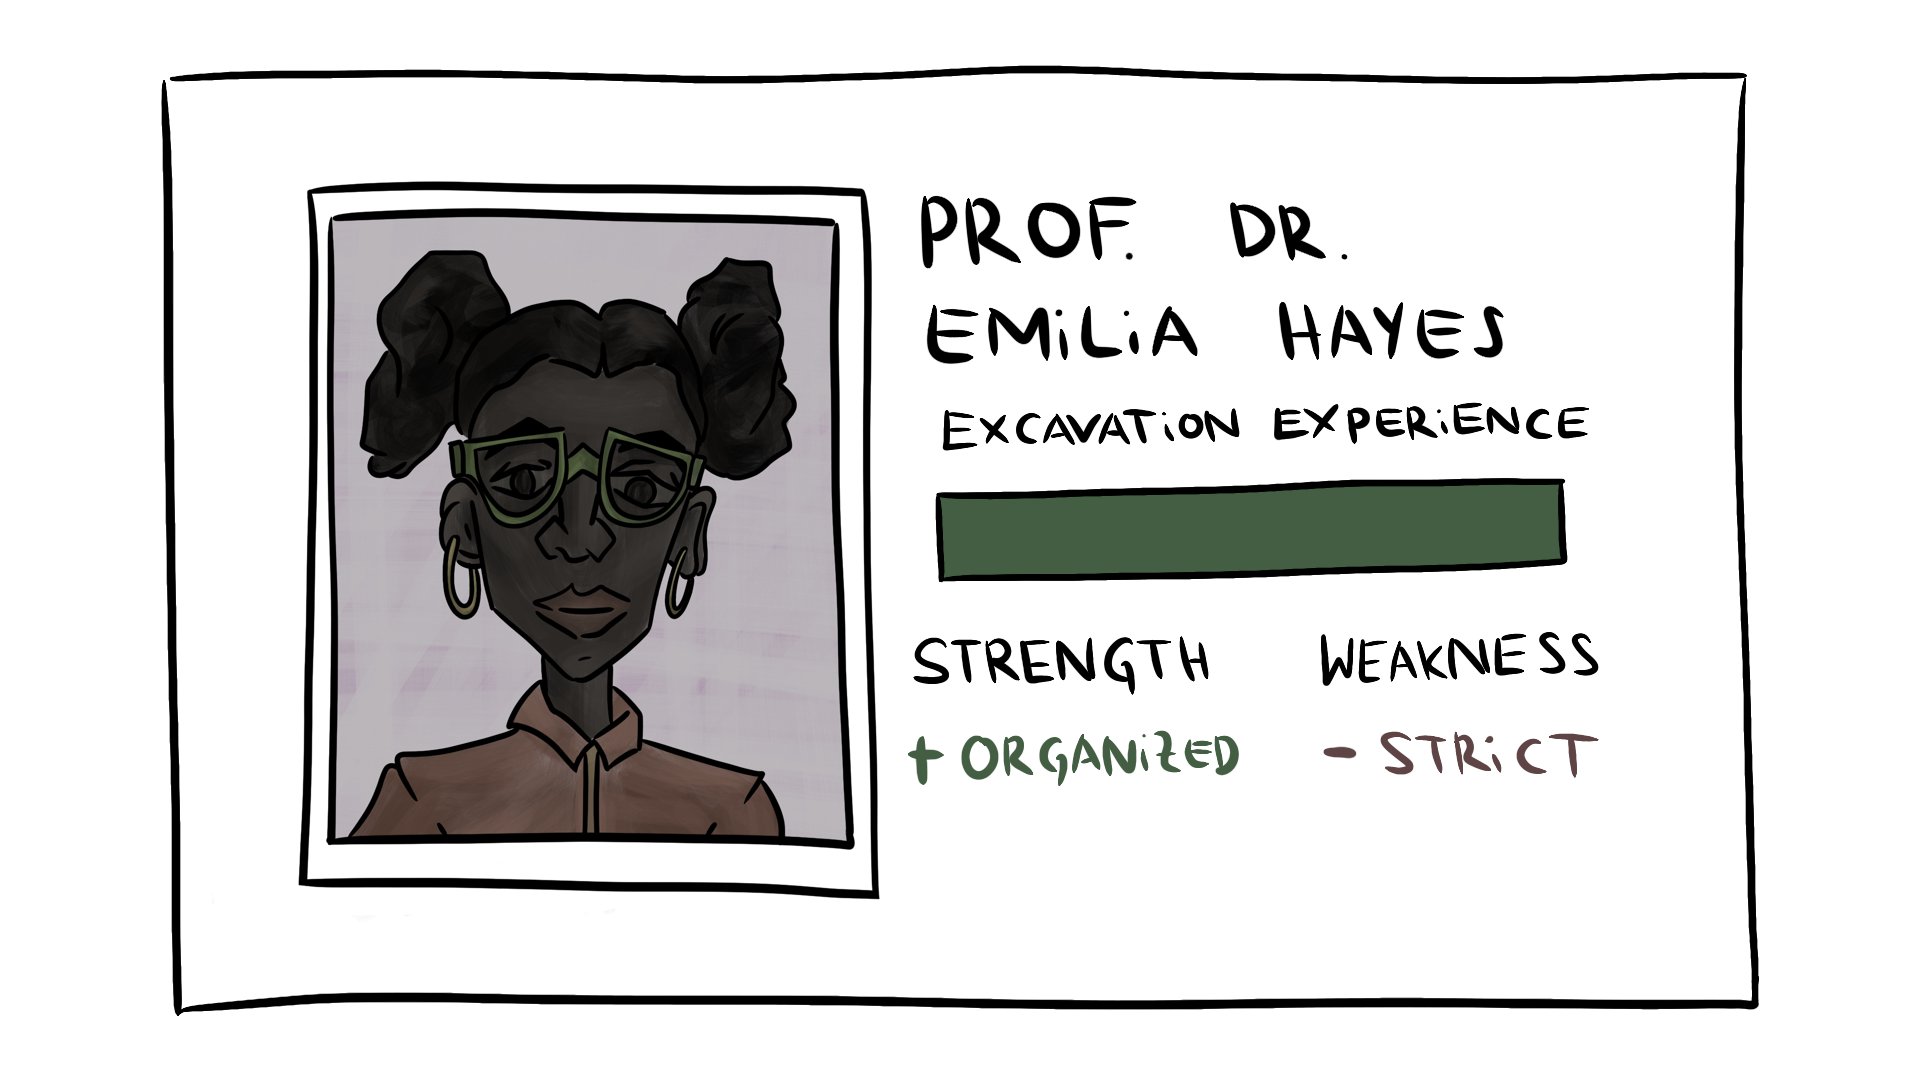 PROF. DR.
EMiLiA HAYES
EXCAVATiON EXPERiENCE
STRENGTH WEAKNESS
+ ORGANiZED - STRiCT